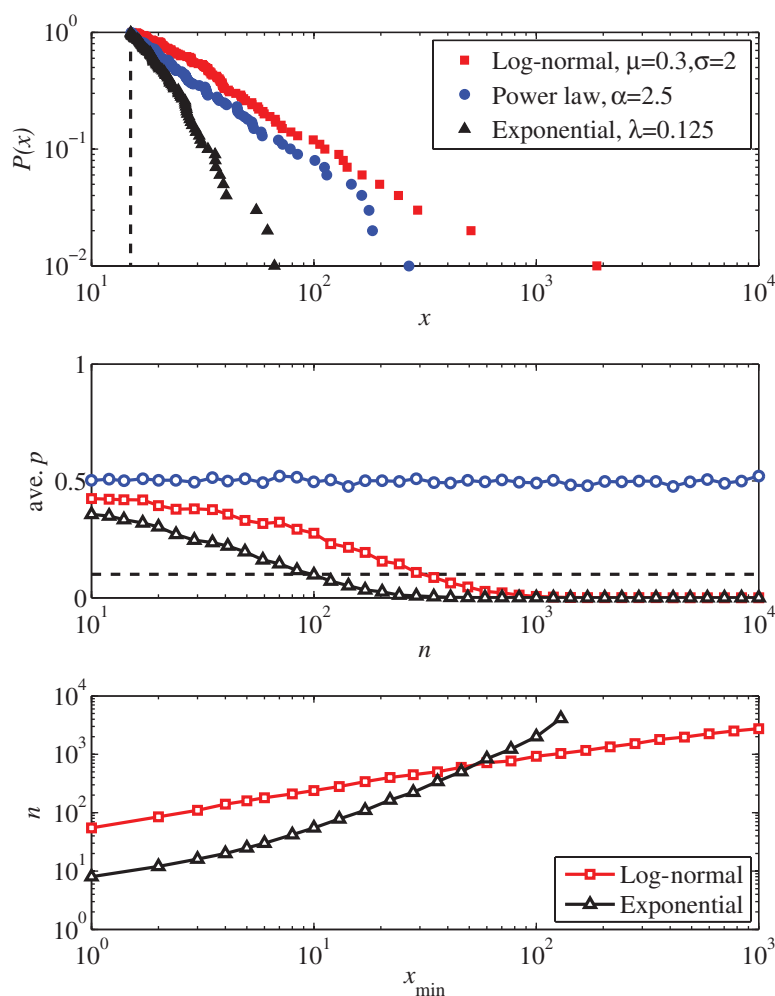 10^0
Log-normal, μ=0.3,σ=2
Power law, α=2.5
Exponential, λ=0.125
P(x)
10^-1
10^-2
10^1 10^2 10^3 10^4
x
1
ave. p
0.5
0
10^1 10^2 10^3 10^4
n
10^4
10^3
n
10^2
10^1
10^0
Log-normal
Exponential
10^0 10^1 10^2 10^3
x_min